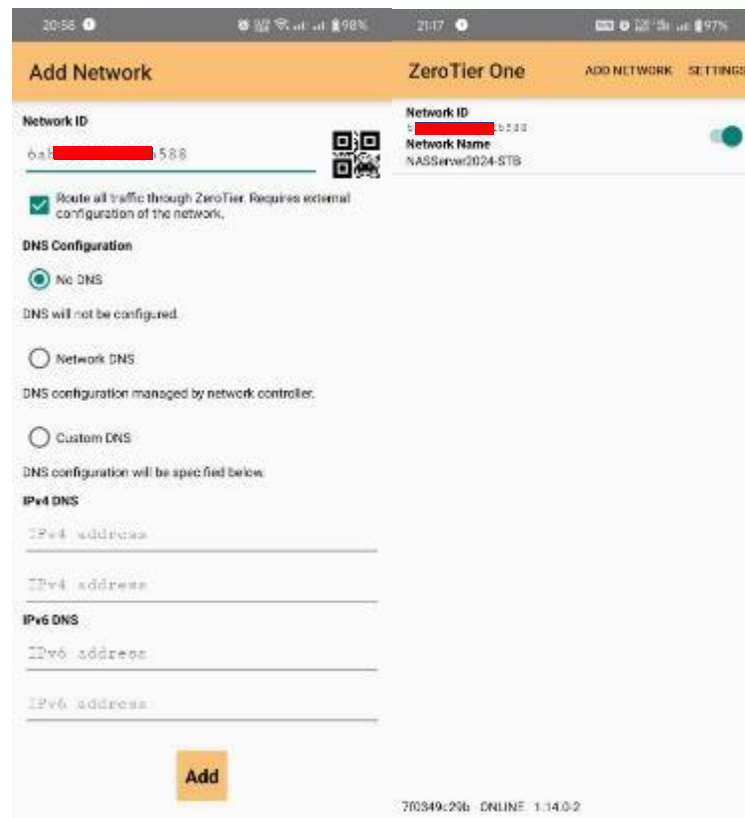 20:56
98%
Add Network
Network ID
588
Route all traffic through ZeroTier. Requires external
configuration of the network.
DNS Configuration
No DNS
DNS will not be configured.
Network DNS
DNS configuration managed by network controller.
Custom DNS
DNS configuration will be specified below.
IPv4 DNS
IPv4 address
IPv4 address
IPv6 DNS
IPv6 address
IPv6 address
Add
21:17
97%
ZeroTier One
ADD NETWORK
SETTINGS
Network ID
Network Name
NASServer2024-STB
7f0349c29b ONLINE 1.14.0-2